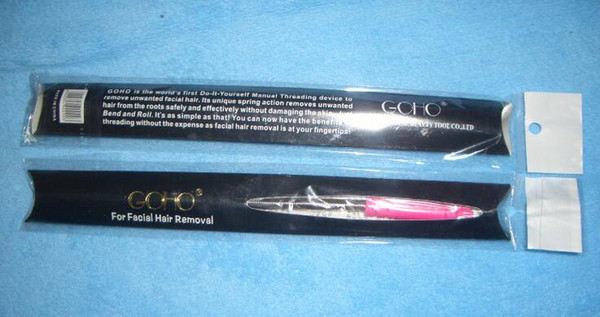 GOHO is the world's first Do-It-Yourself Manual Threading device to
remove unwanted facial hair. Its unique spring action removes unwanted
hair from the roots safely and effectively without damaging the skin.
Bend and Roll. It's as simple as that! You can now have the benefits
threading without the expense as facial hair removal is at your fingertips!
GOHO
TOOL CO.,LTD
GOHO
For Facial Hair Removal